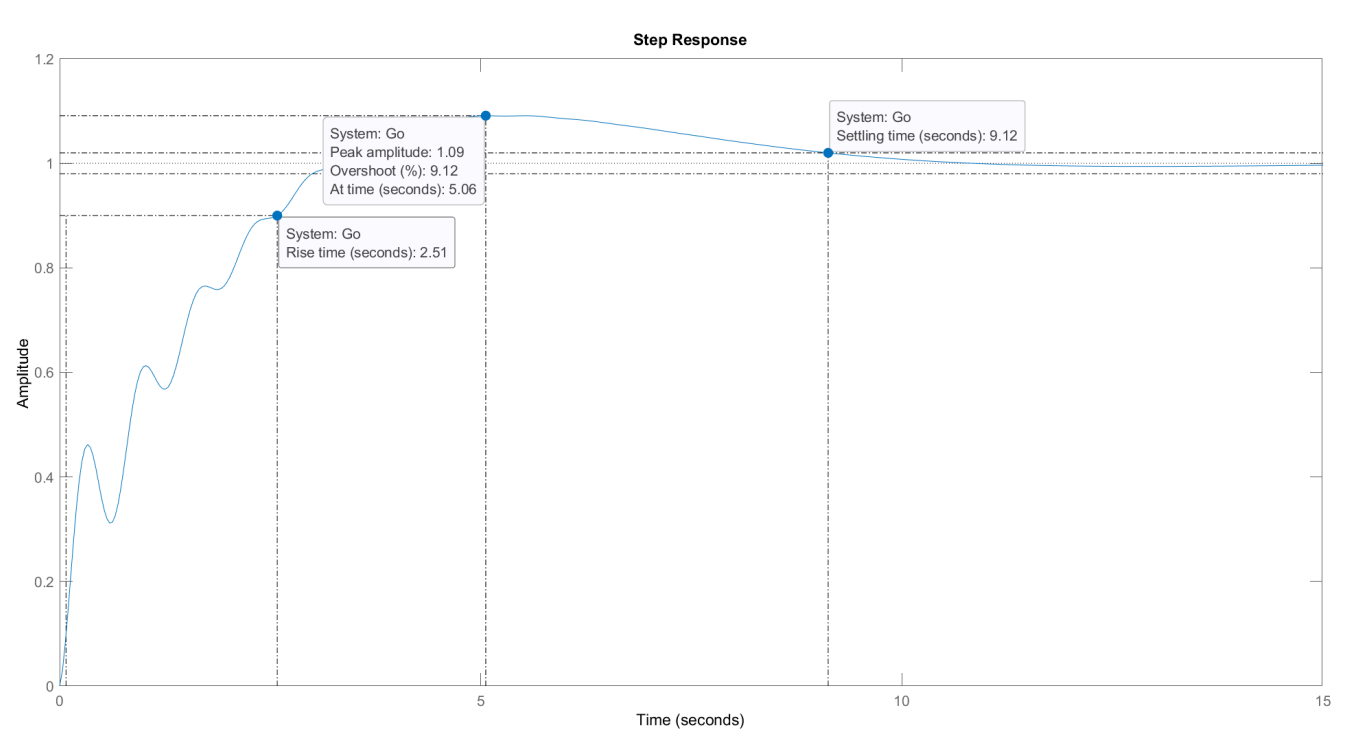 Step Response
1.2
1
0.8
0.6
0.4
0.2
0
Amplitude
System: Go
Peak amplitude: 1.09
Overshoot (%): 9.12
At time (seconds): 5.06
System: Go
Settling time (seconds): 9.12
System: Go
Rise time (seconds): 2.51
0
5
10
15
Time (seconds)